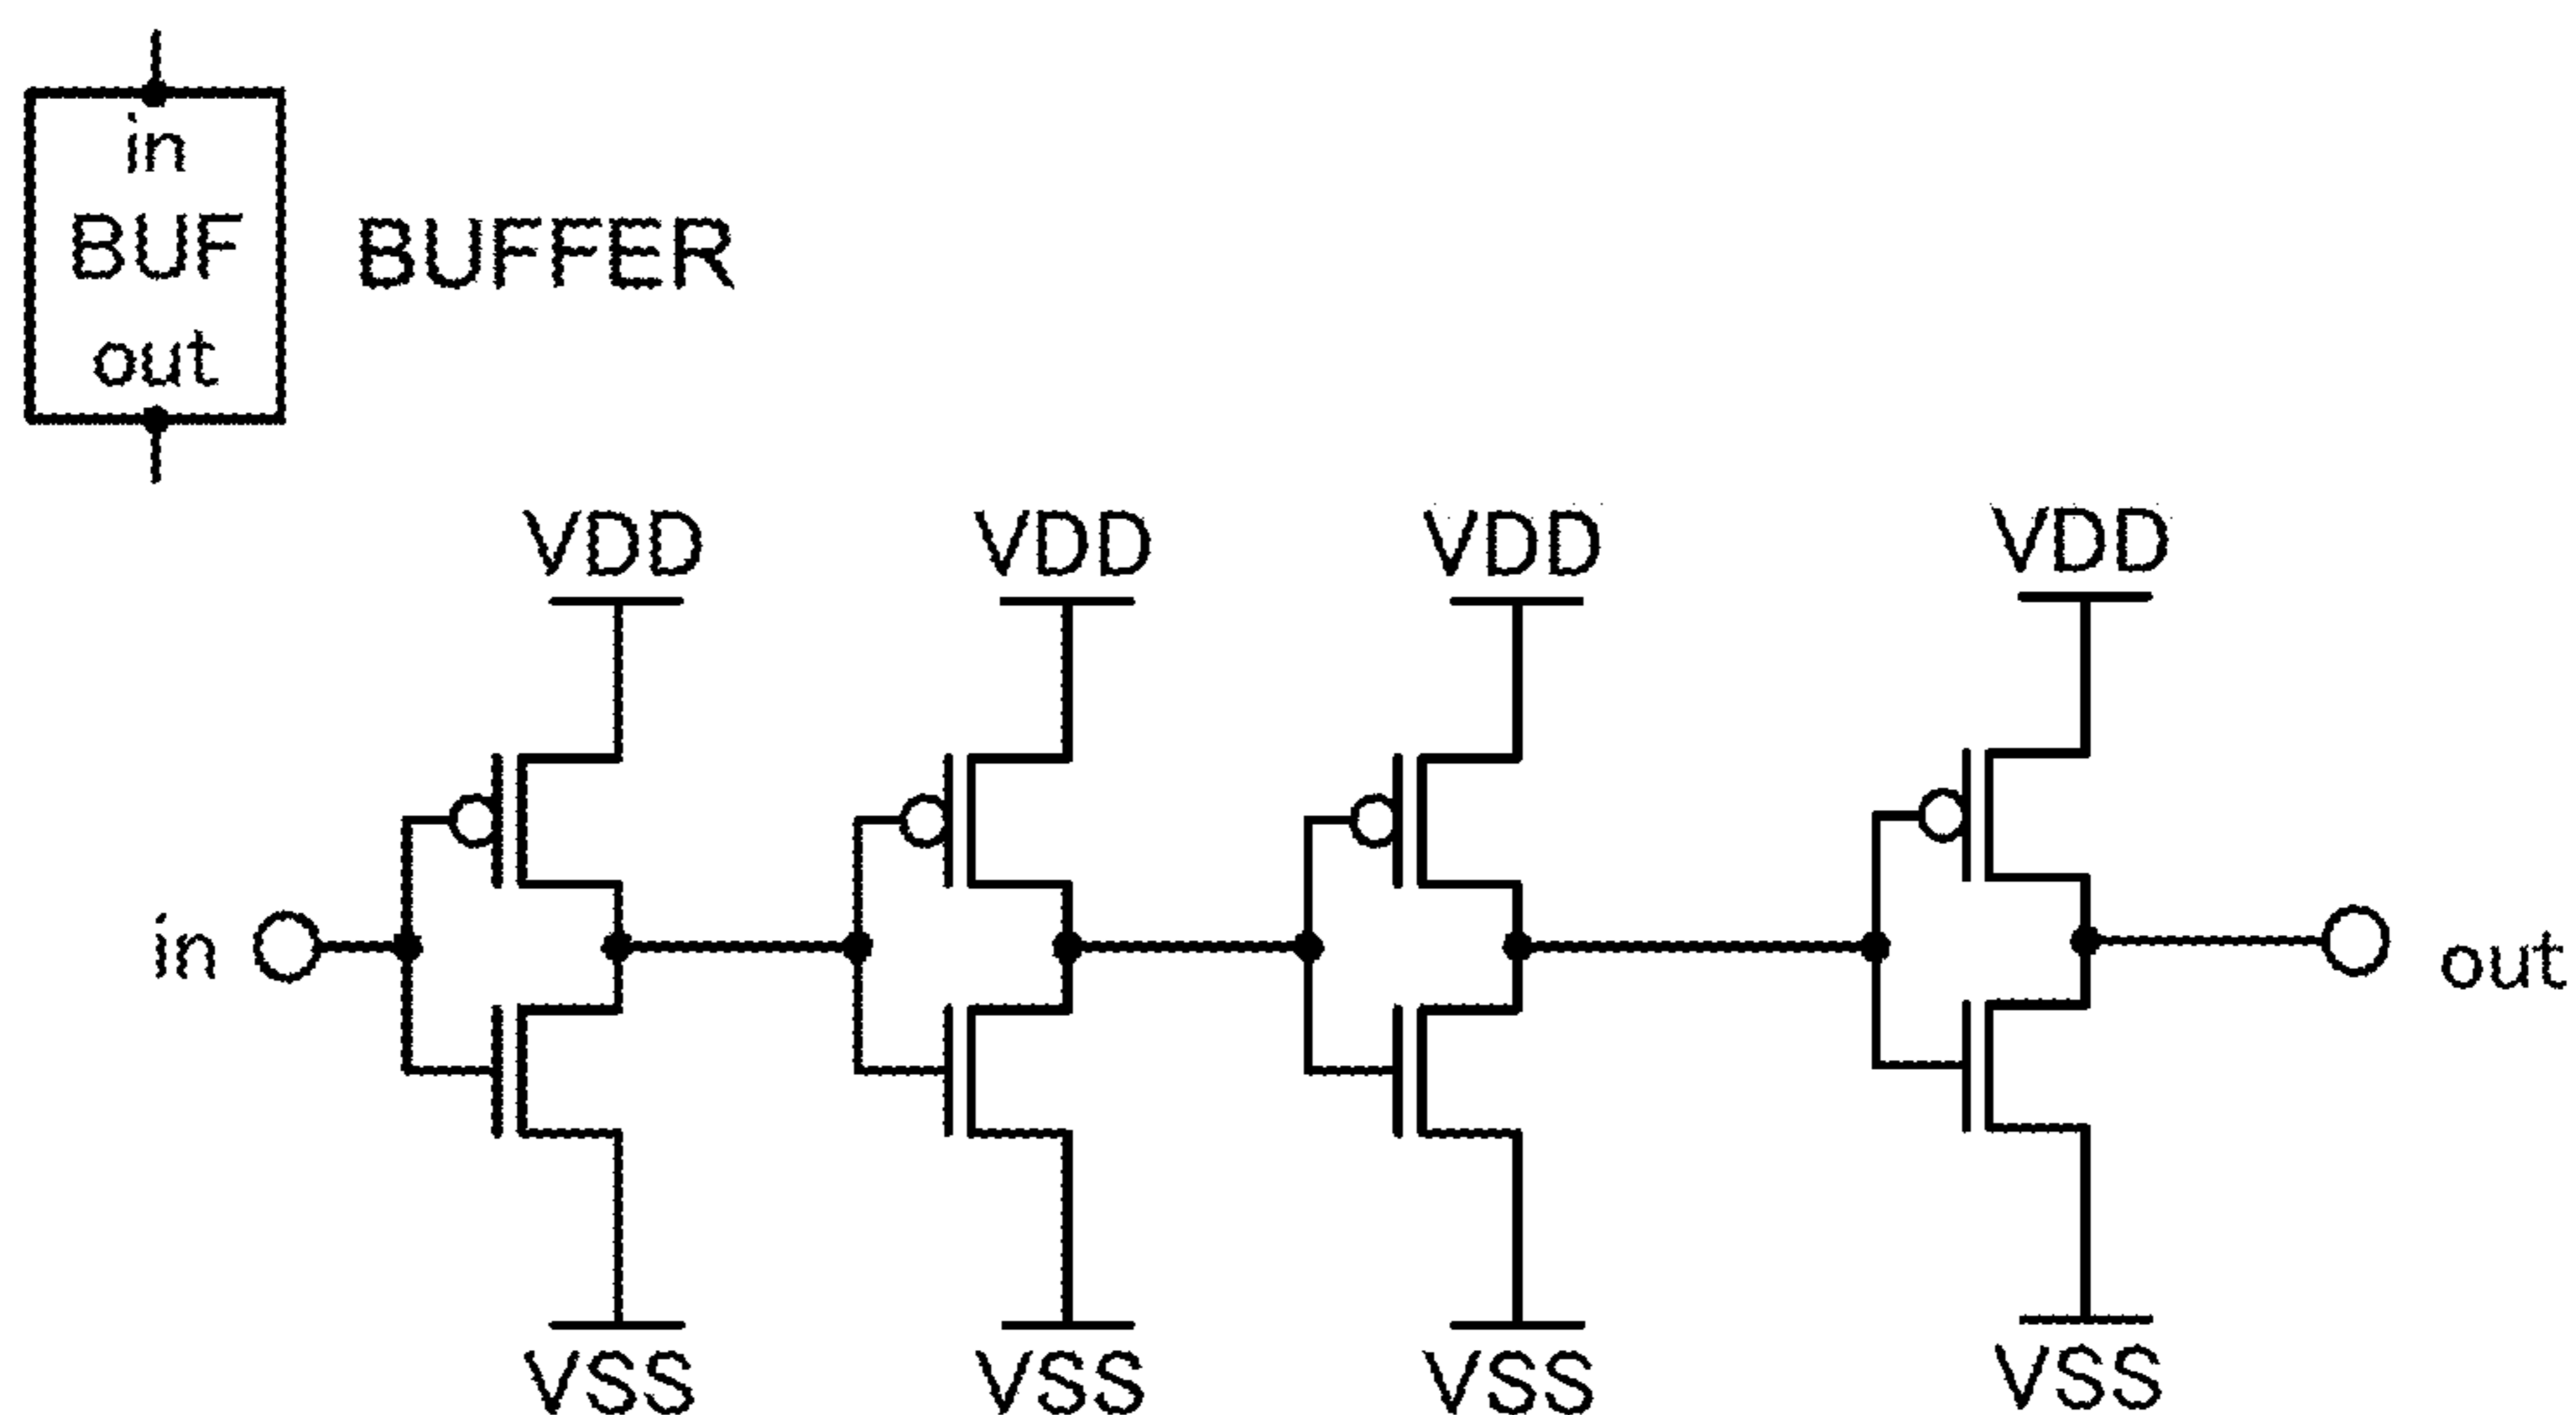 in
BUF
out
BUFFER
VDD VDD VDD VDD
in out
VSS VSS VSS VSS